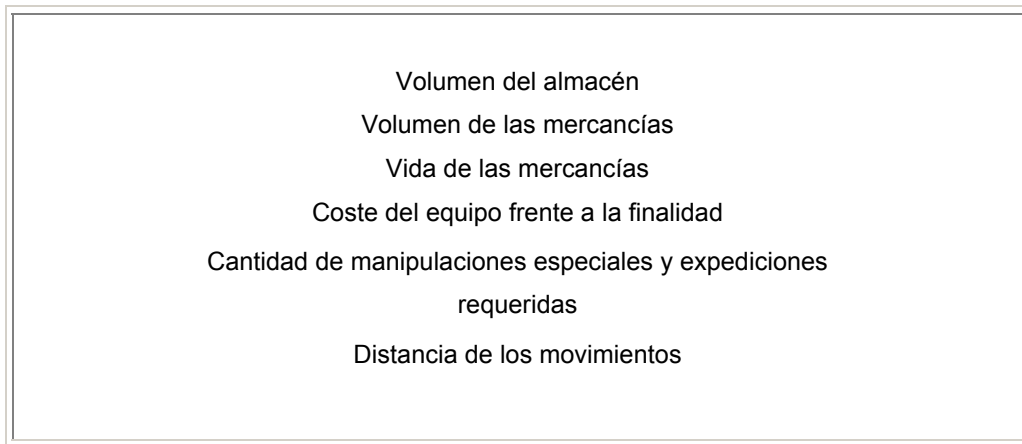 Volumen del almacén
Volumen de las mercancías
Vida de las mercancías
Coste del equipo frente a la finalidad
Cantidad de manipulaciones especiales y expediciones
requeridas
Distancia de los movimientos